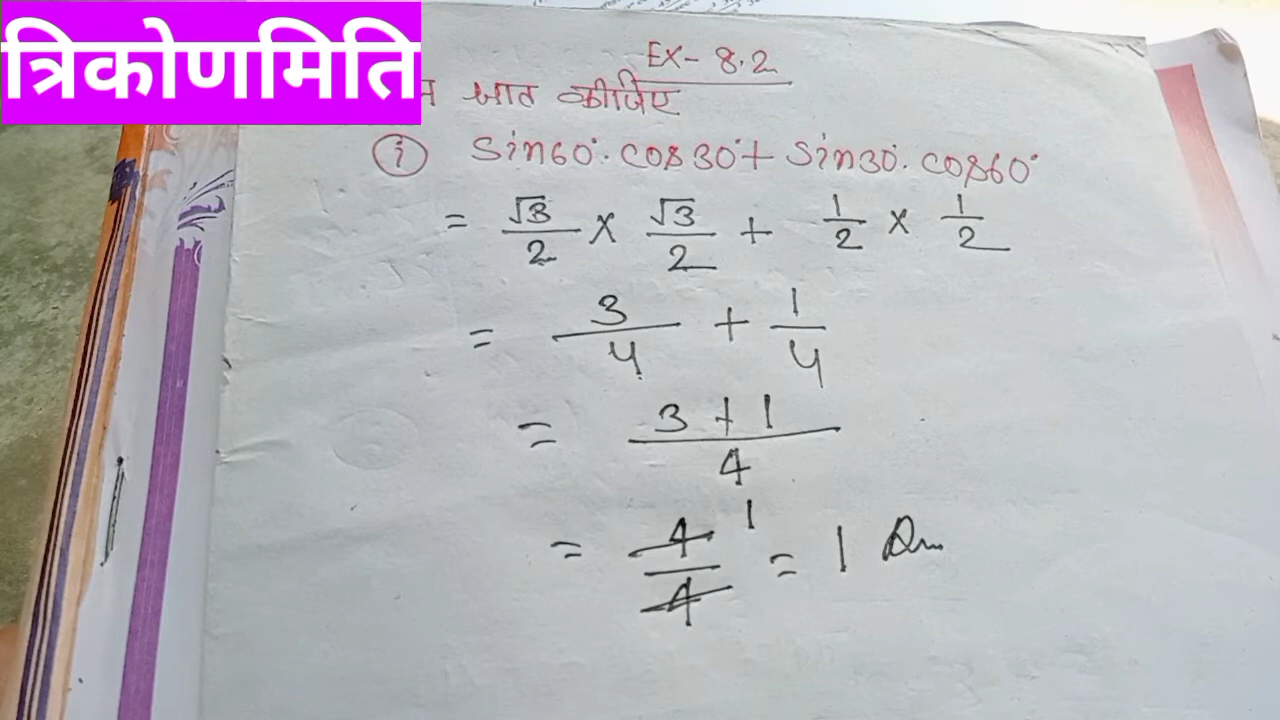 त्रिकोणमिति
EX- 8.2
ज्ञात कीजिए
(i) sin60°. cos30°+ sin30°. cos60°
= √3/2 × √3/2 + 1/2 × 1/2
= 3/4 + 1/4
= 3+1/4
= 4/4 1 = 1 Ans